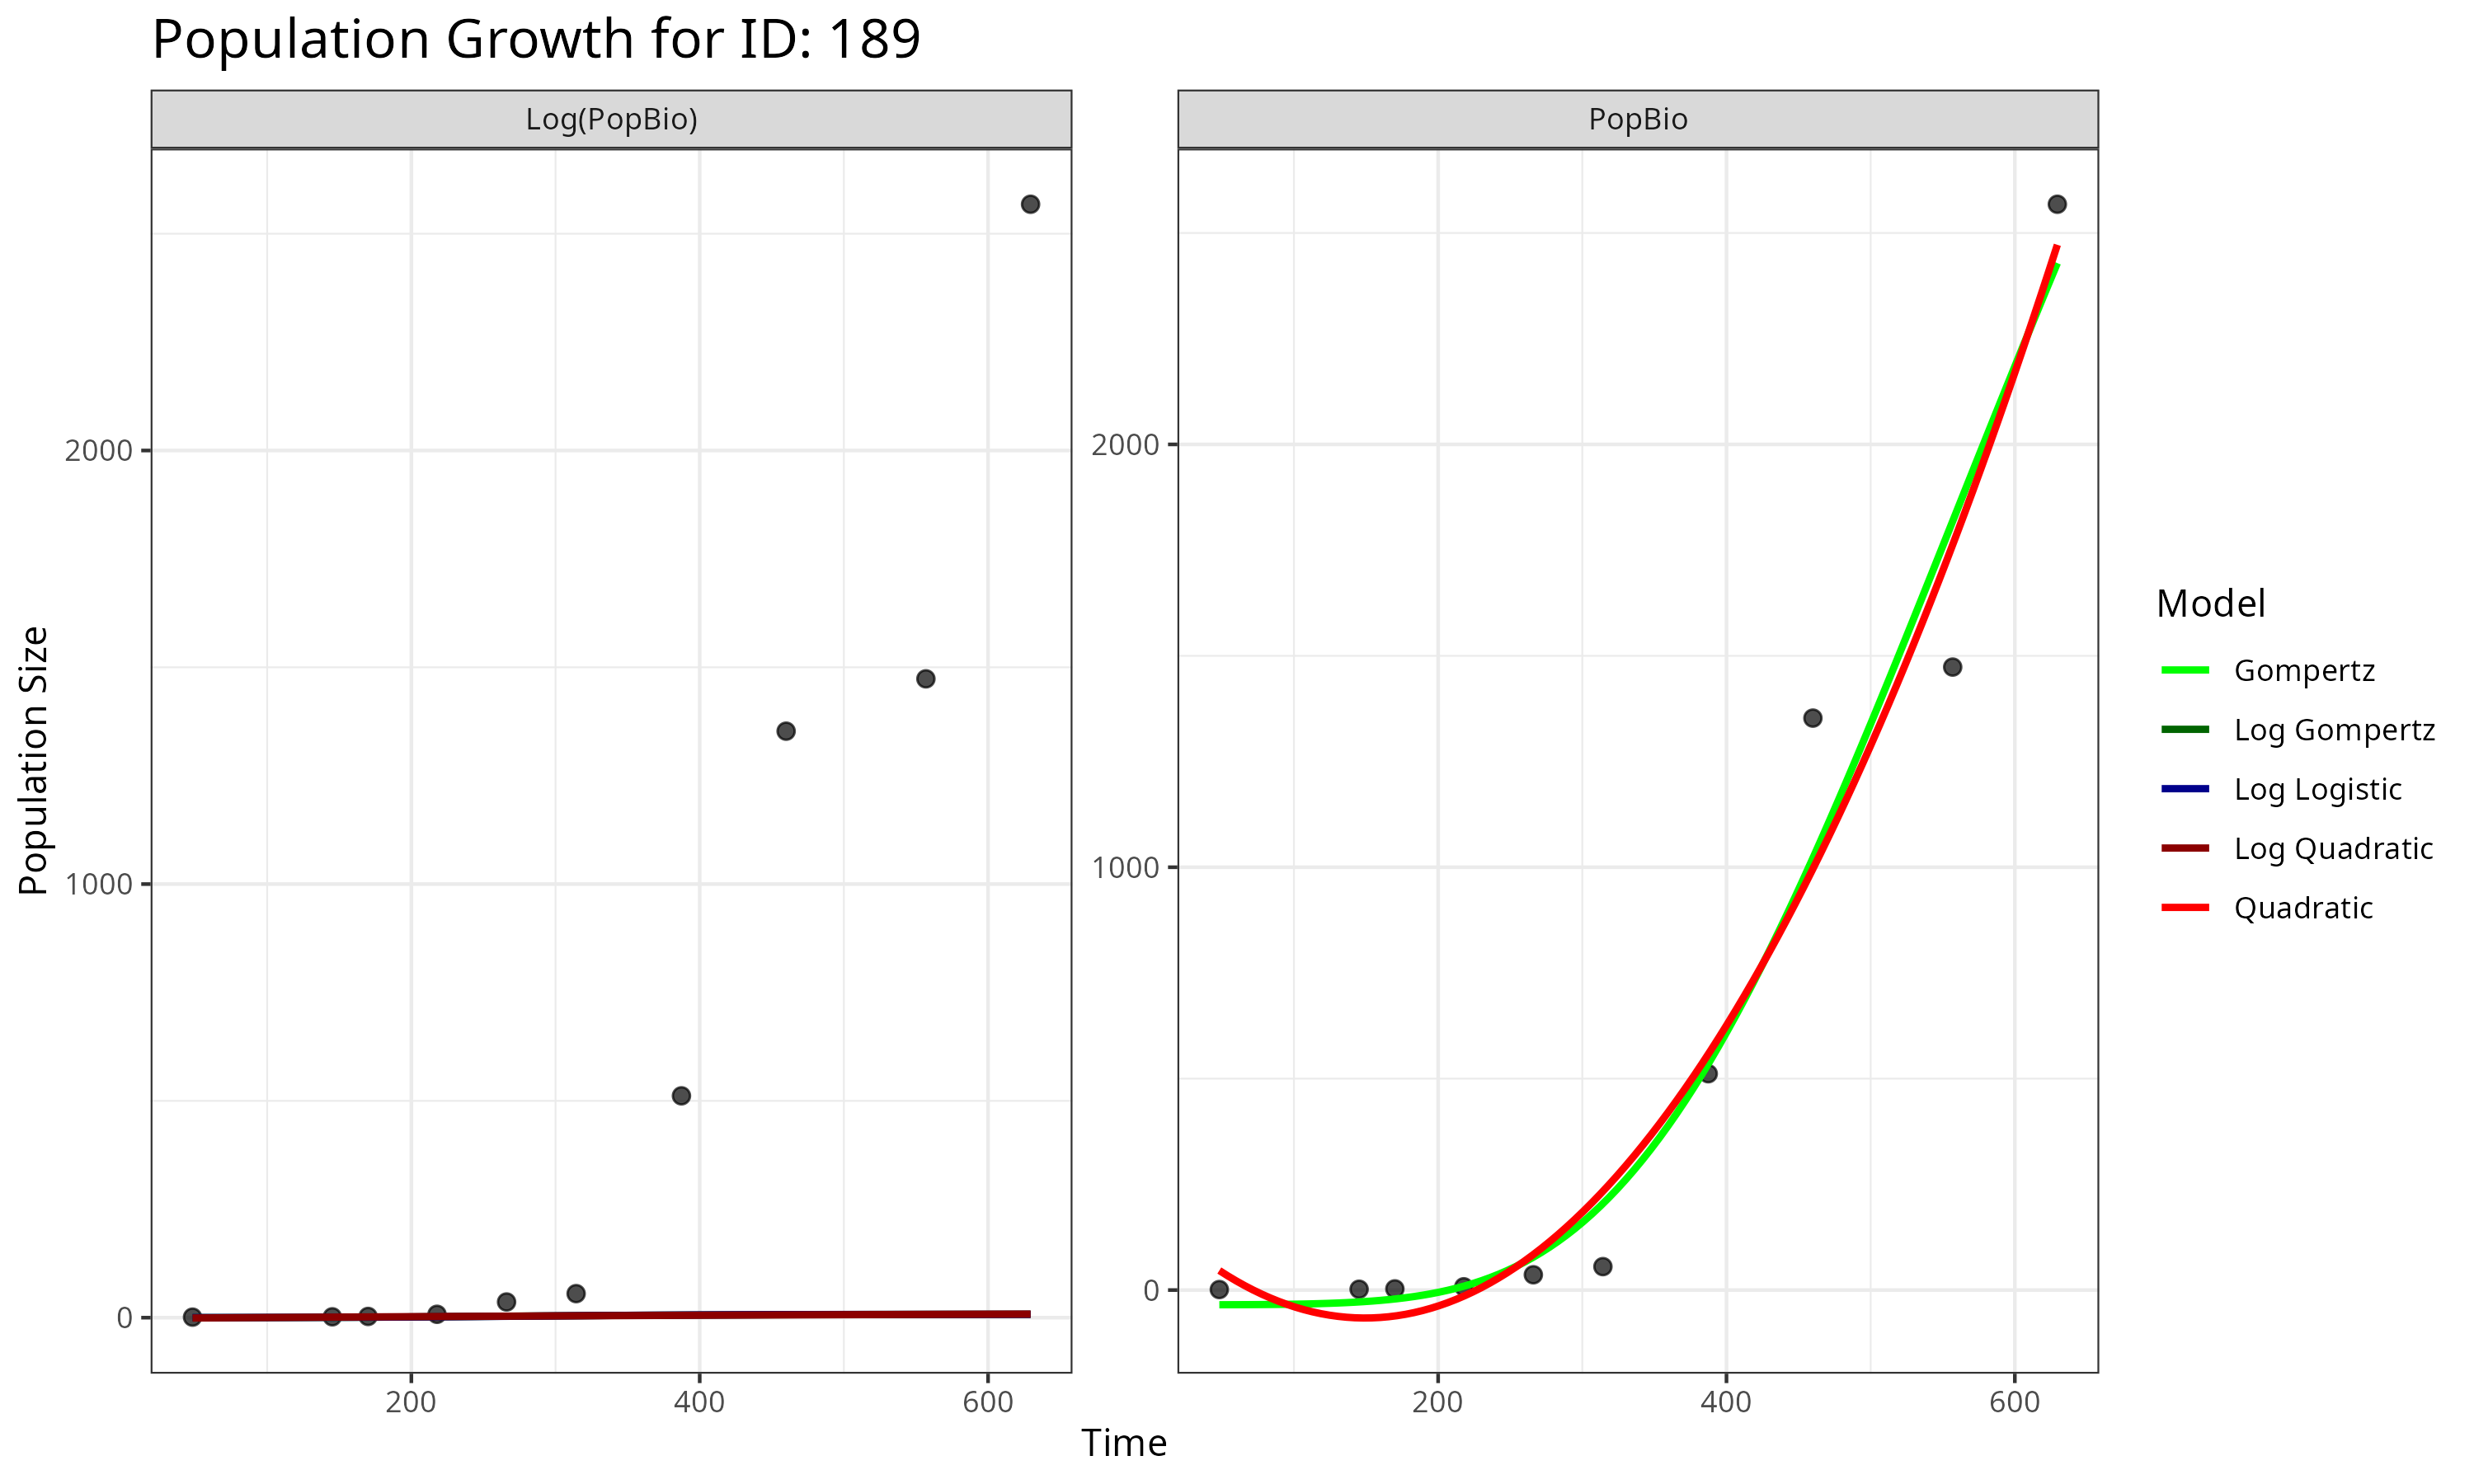 Population Growth for ID: 189
Log(PopBio)
PopBio
Population Size
2000
1000
0
2000
1000
0
200
400
600
200
400
600
Time
Model
Gompertz
Log Gompertz
Log Logistic
Log Quadratic
Quadratic